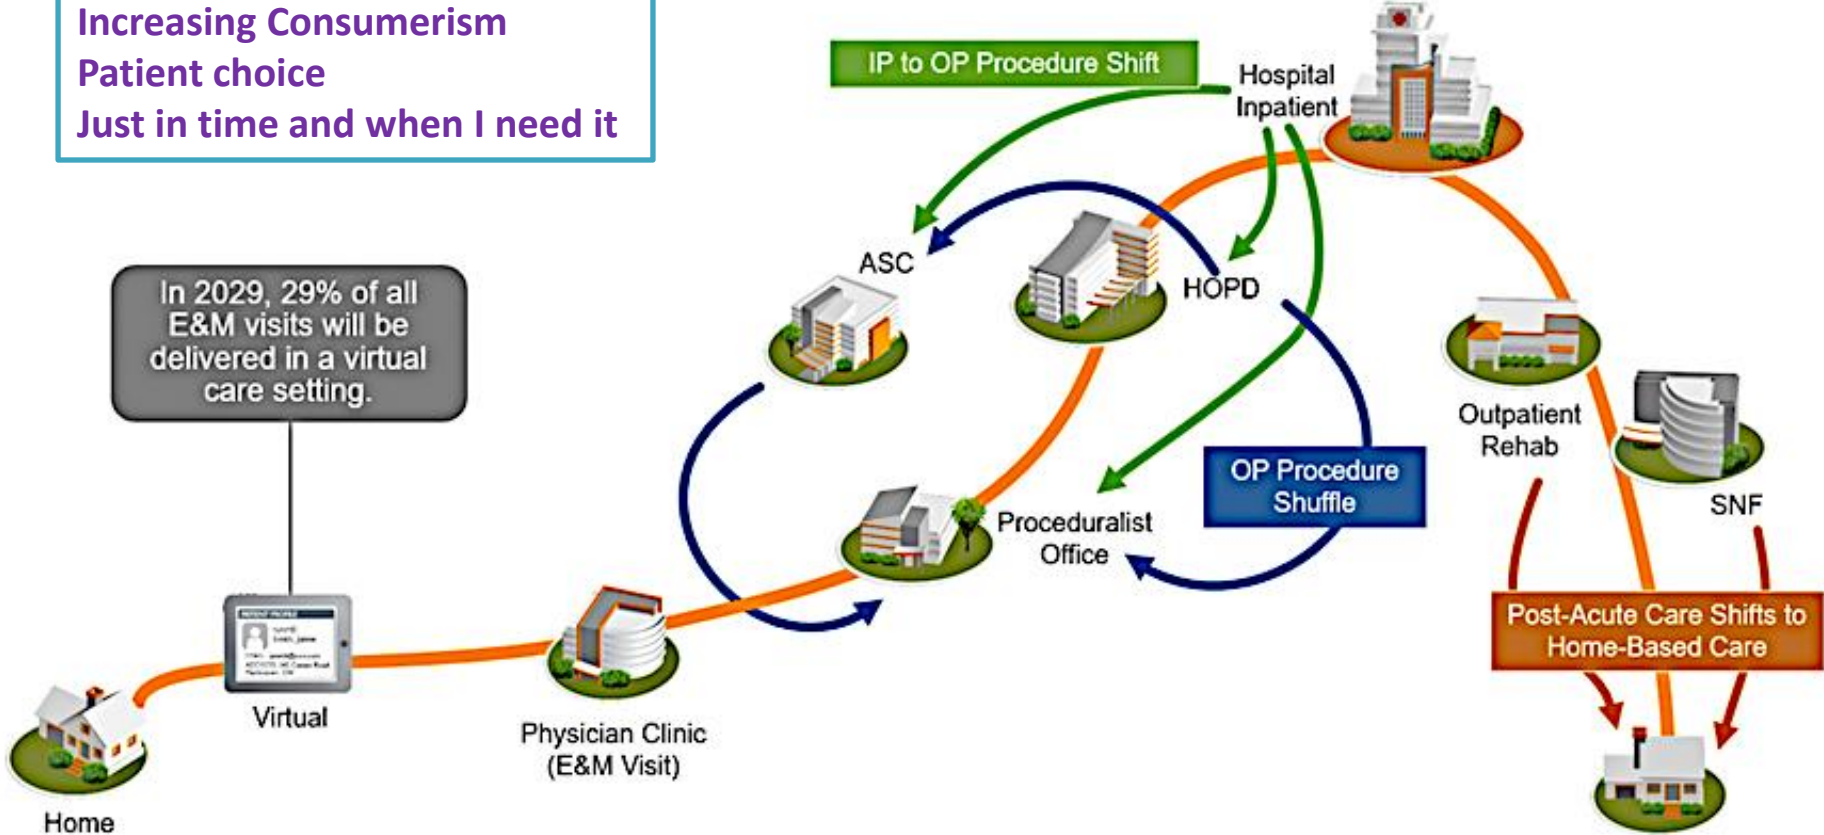 Increasing Consumerism
Patient choice
Just in time and when I need it
IP to OP Procedure Shift
Hospital
Inpatient
ASC
HOPD
In 2029, 29% of all
E&M visits will be
delivered in a virtual
care setting.
Outpatient
Rehab
SNF
OP Procedure
Shuffle
Proceduralist
Office
Post-Acute Care Shifts to
Home-Based Care
PATIENT PROFILE
Virtual
Physician Clinic
(E&M Visit)
Home